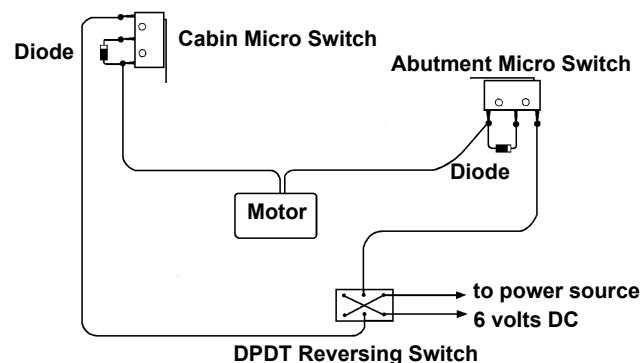 Diode
Cabin Micro Switch
Abutment Micro Switch
Diode
Motor
to power source
6 volts DC
DPDT Reversing Switch